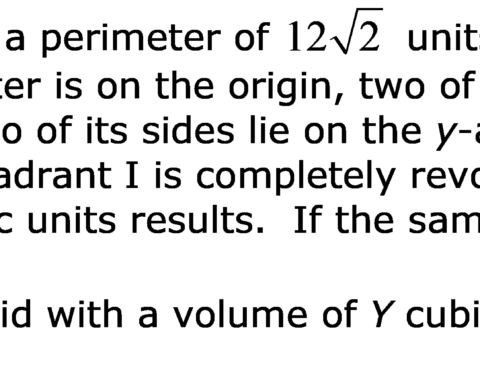 a perimeter of 12√2 units
ter is on the origin, two of
o of its sides lie on the y-a
adrant I is completely revo
c units results. If the sam
id with a volume of Y cubi